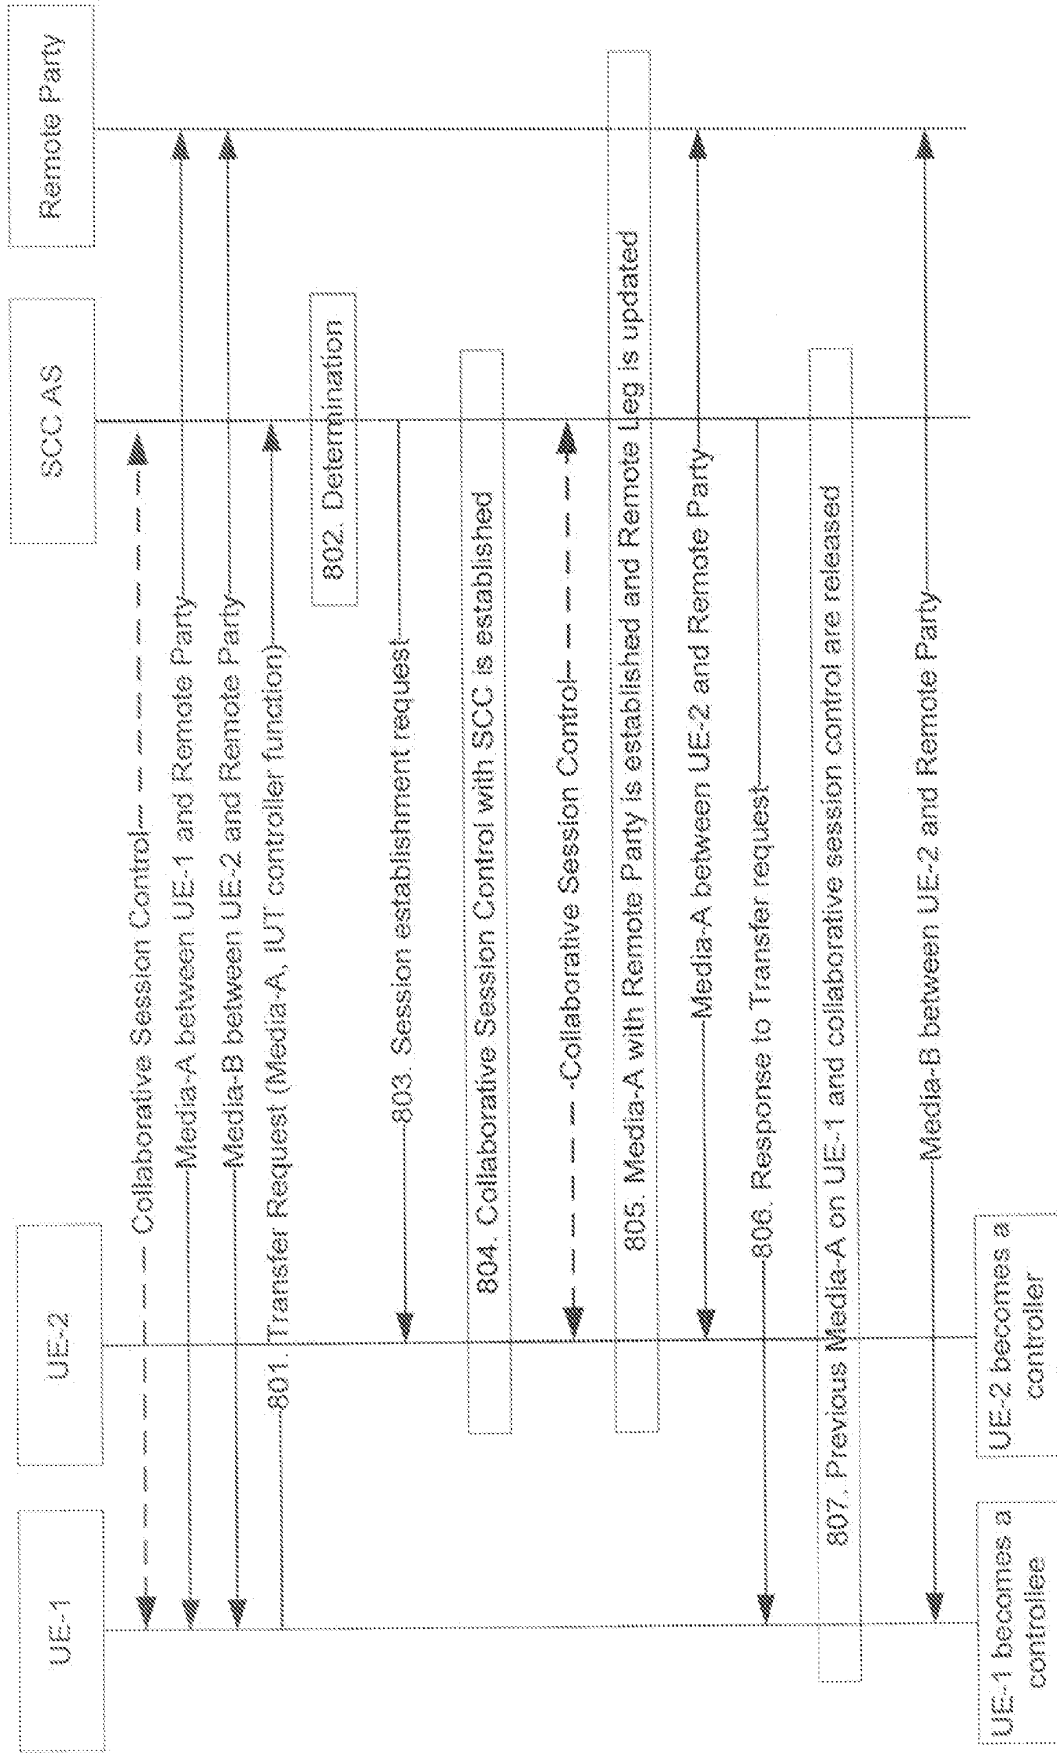 UE-1
UE-2
SCC AS
Remote Party
Collaborative Session Control
Media-A between UE-1 and Remote Party
Media-B between UE-2 and Remote Party
801. Transfer Request (Media-A, IUT controller function)
802. Determination
803. Session establishment request
804. Collaborative Session Control with SCC is established
Collaborative Session Control
805. Media-A with Remote Party is established and Remote Leg is updated
Media-A between UE-2 and Remote Party
806. Response to Transfer request
807. Previous Media-A on UE-1 and collaborative session control are released
Media-B between UE-2 and Remote Party
UE-1 becomes a
controllee
UE-2 becomes a
controller